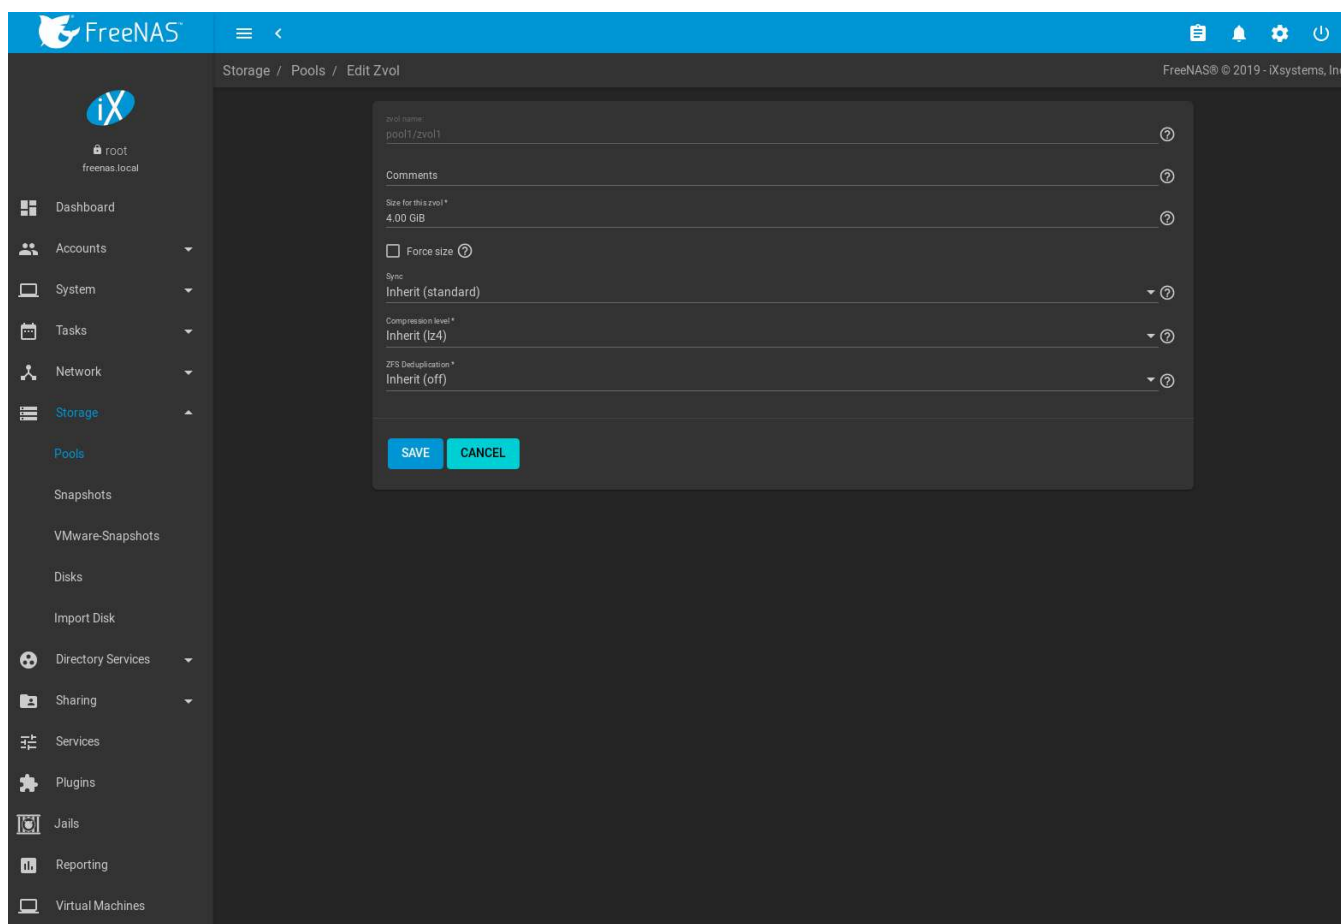 FreeNAS
Storage / Pools / Edit Zvol
FreeNAS® © 2019 - iXsystems, Inc
iX
root
freenas.local
Dashboard
Accounts
System
Tasks
Network
Storage
Pools
Snapshots
VMware-Snapshots
Disks
Import Disk
Directory Services
Sharing
Services
Plugins
Jails
Reporting
Virtual Machines
zvol name:
pool1/zvol1
Comments
Size for this zvol *
4.00 GiB
Force size
Sync
Inherit (standard)
Compression level *
Inherit (lz4)
ZFS Deduplication *
Inherit (off)
SAVE CANCEL